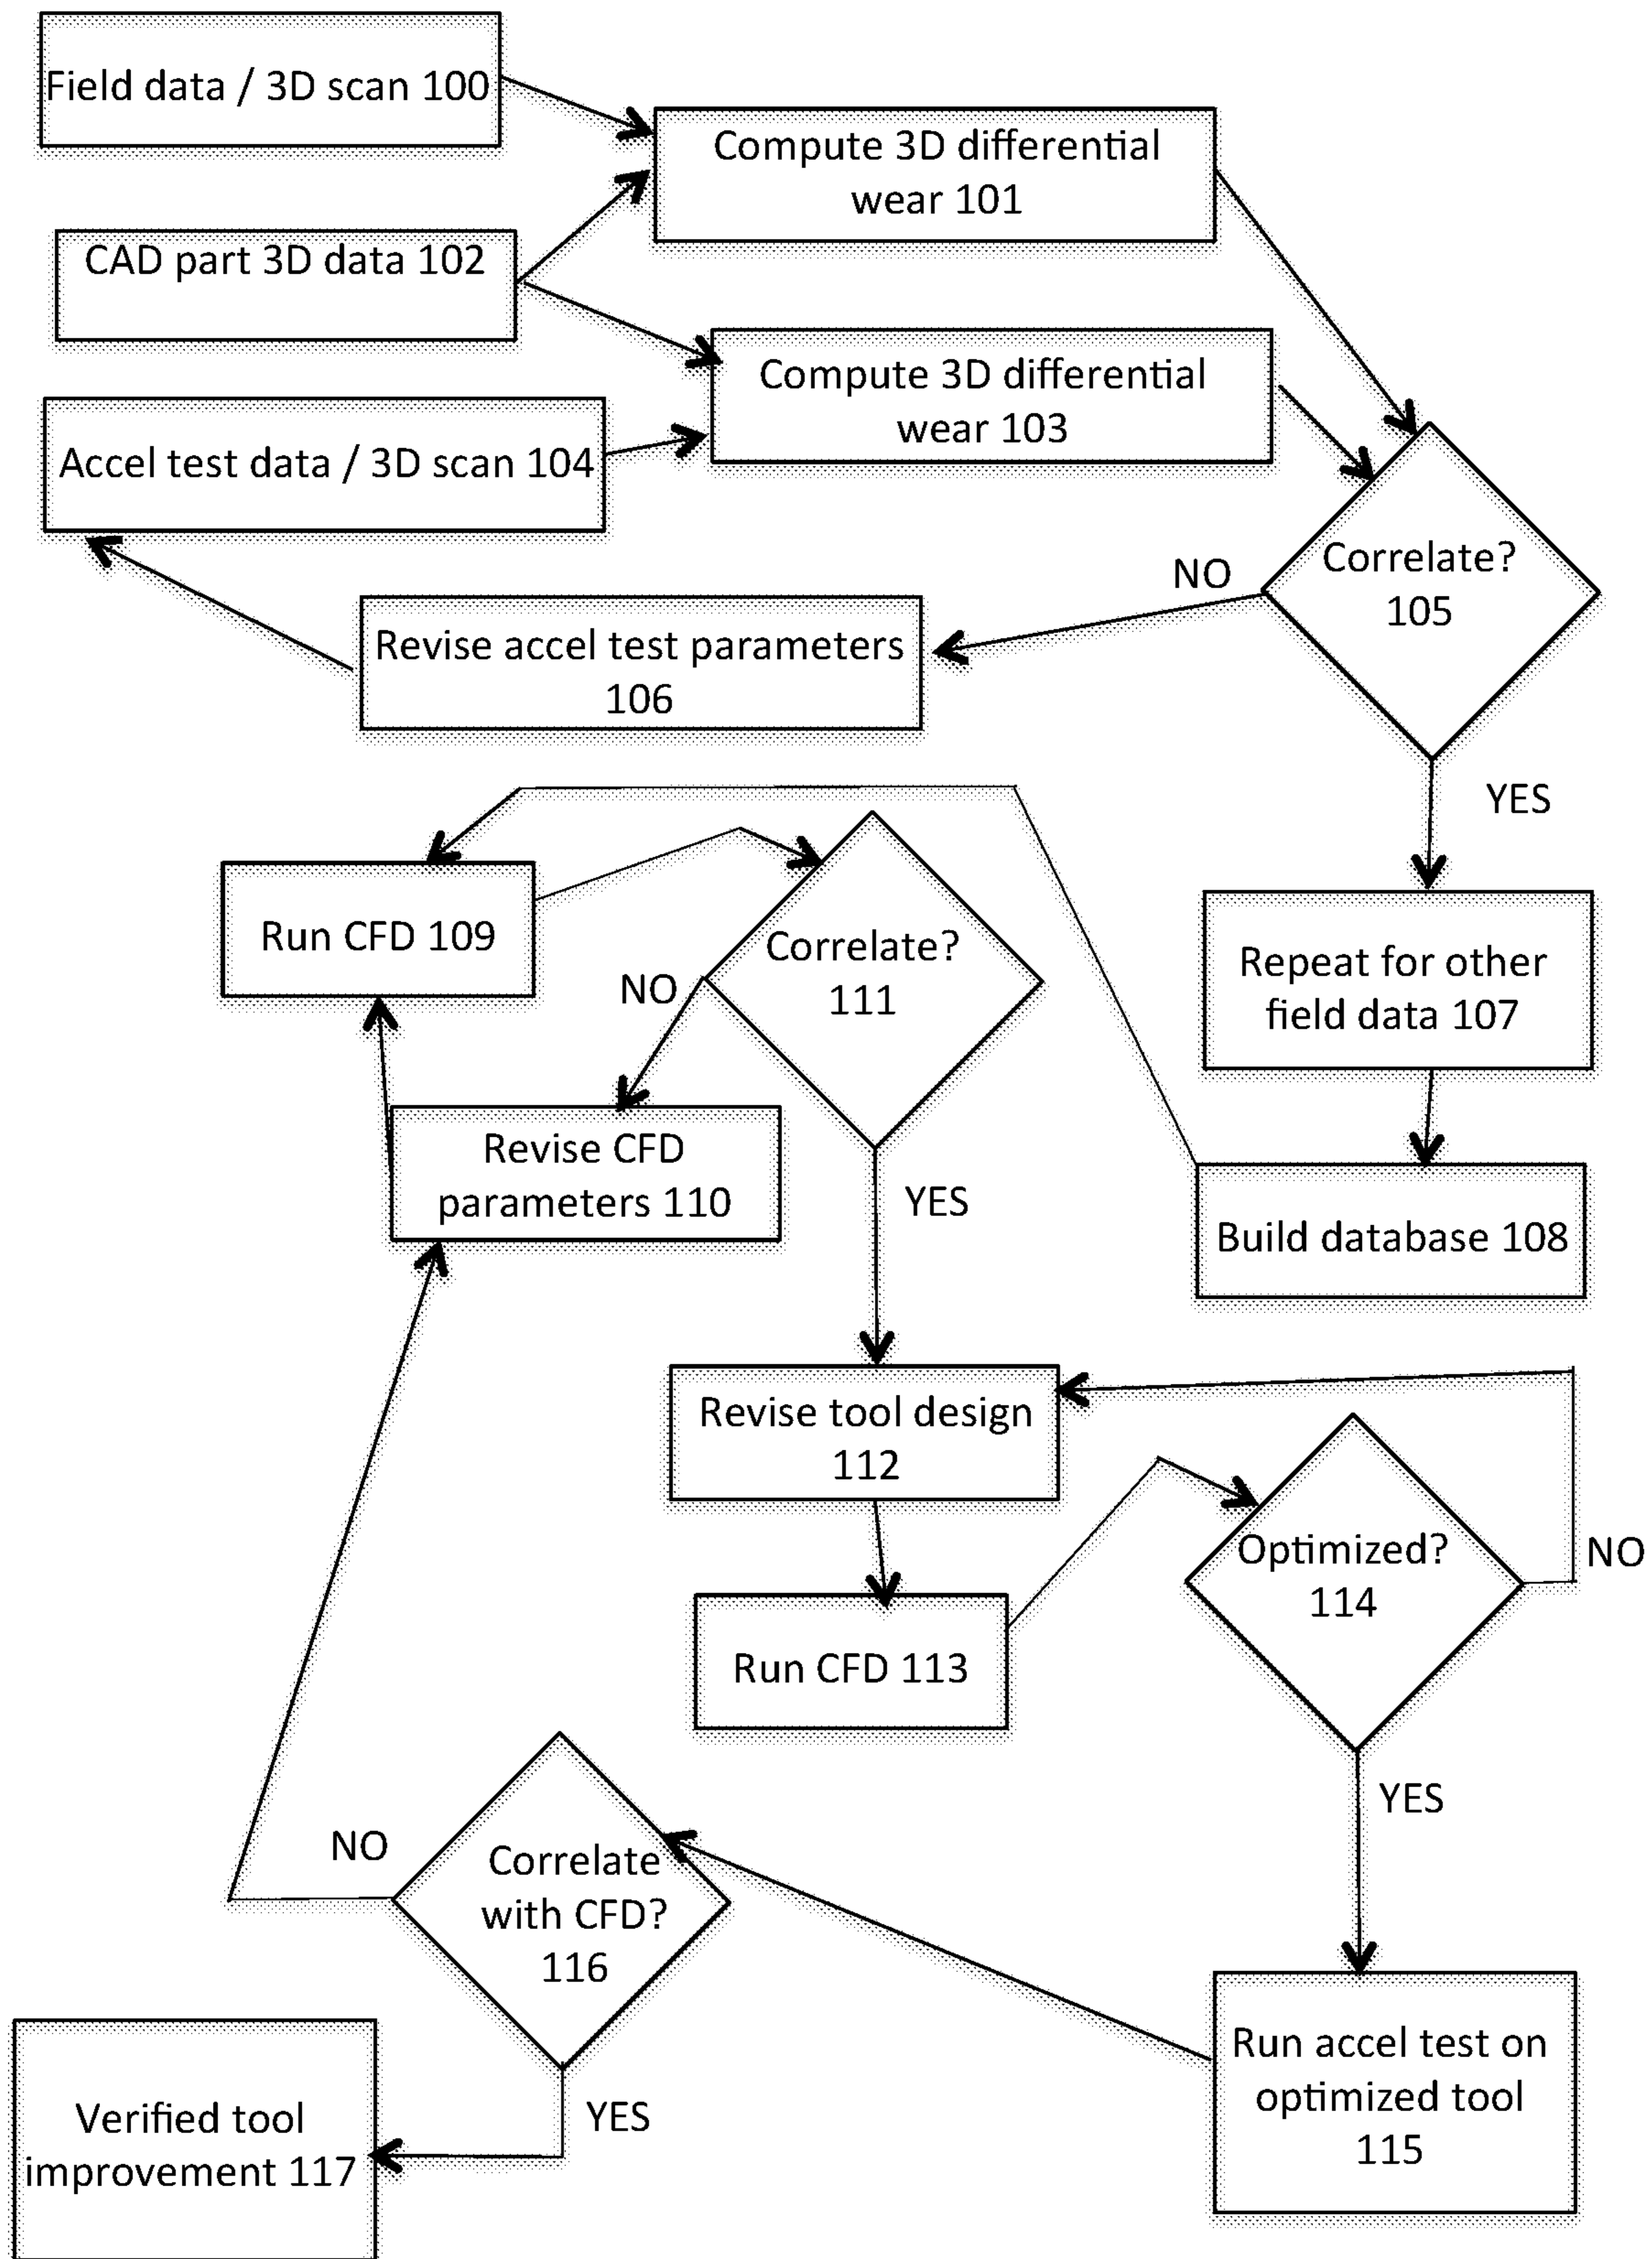 Field data / 3D scan 100
Compute 3D differential
wear 101
CAD part 3D data 102
Compute 3D differential
wear 103
Accel test data / 3D scan 104
Correlate?
105
NO
Revise accel test parameters
106
YES
Run CFD 109
Correlate?
111
NO
Repeat for other
field data 107
Revise CFD
parameters 110
YES
Build database 108
Revise tool design
112
Optimized?
114
NO
Run CFD 113
YES
NO
Correlate
with CFD?
116
Run accel test on
optimized tool
115
YES
Verified tool
improvement 117